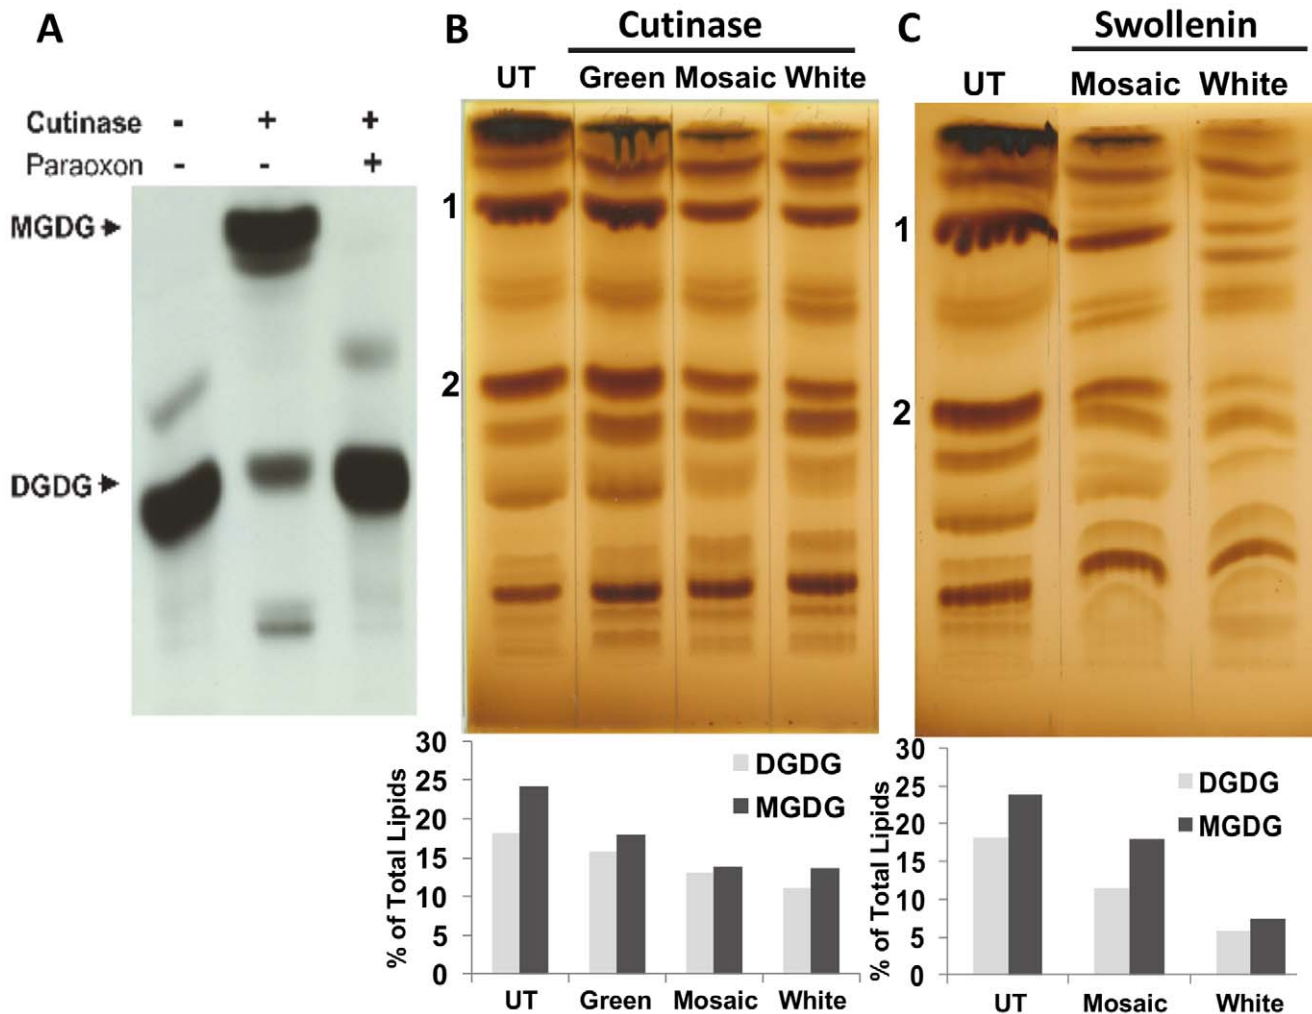 A
Cutinase - + +
Paraoxon - - +
MGDG
DGDG
B
Cutinase
UT Green Mosaic White
1
2
30
25
20
15
10
5
0
% of Total Lipids
DGDG
MGDG
UT Green Mosaic White
C
Swollenin
UT Mosaic White
1
2
30
25
20
15
10
5
0
% of Total Lipids
DGDG
MGDG
UT Mosaic White